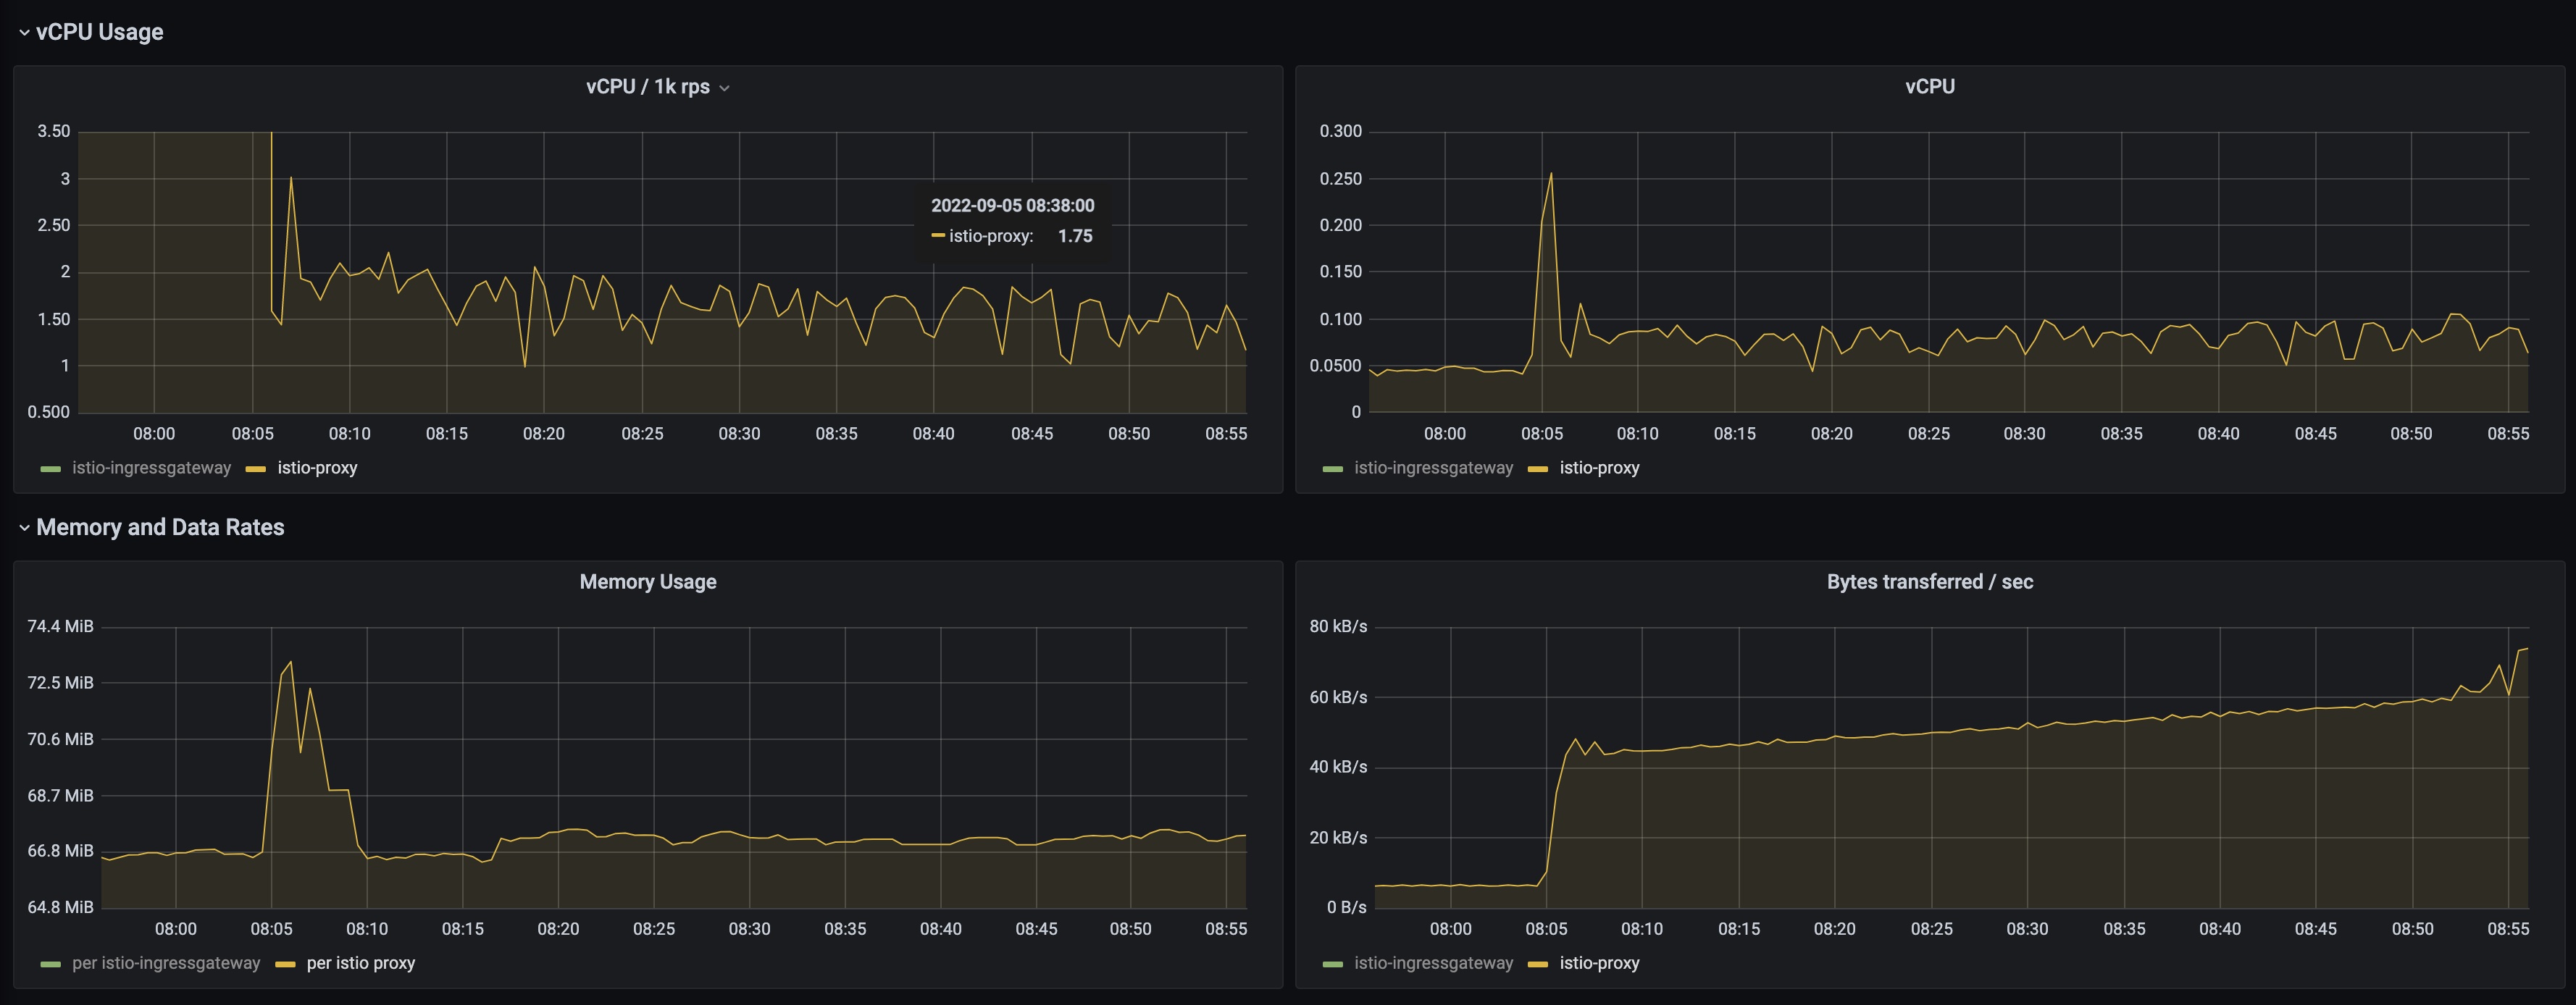 vCPU Usage
vCPU / 1k rps
3.50
3
2.50
2
1.50
1
0.500
08:00 08:05 08:10 08:15 08:20 08:25 08:30 08:35 08:40 08:45 08:50 08:55
2022-09-05 08:38:00
istio-proxy: 1.75
istio-ingressgateway istio-proxy
vCPU
0.300
0.250
0.200
0.150
0.100
0.0500
0
08:00 08:05 08:10 08:15 08:20 08:25 08:30 08:35 08:40 08:45 08:50 08:55
istio-ingressgateway istio-proxy
Memory and Data Rates
Memory Usage
74.4 MiB
72.5 MiB
70.6 MiB
68.7 MiB
66.8 MiB
64.8 MiB
08:00 08:05 08:10 08:15 08:20 08:25 08:30 08:35 08:40 08:45 08:50 08:55
per istio-ingressgateway per istio proxy
Bytes transferred / sec
80 kB/s
60 kB/s
40 kB/s
20 kB/s
0 B/s
08:00 08:05 08:10 08:15 08:20 08:25 08:30 08:35 08:40 08:45 08:50 08:55
istio-ingressgateway istio-proxy